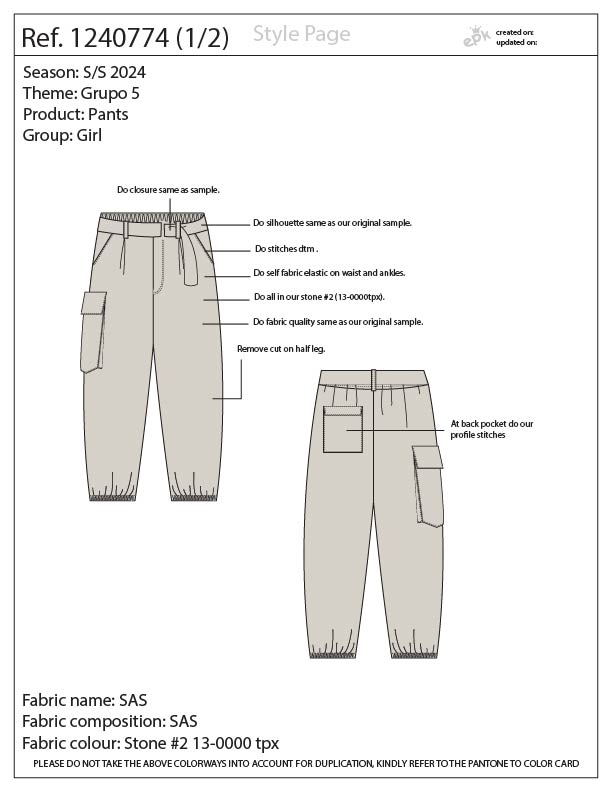 Ref. 1240774 (1/2)
Style Page
epk
created on:
updated on:
Season: S/S 2024
Theme: Grupo 5
Product: Pants
Group: Girl
Do closure same as sample.
Do silhouette same as our original sample.
Do stitches dtm .
Do self fabric elastic on waist and ankles.
Do all in our stone #2 (13-0000tpx).
Do fabric quality same as our original sample.
Remove cut on half leg.
At back pocket do our
profile stitches
Fabric name: SAS
Fabric composition: SAS
Fabric colour: Stone #2 13-0000 tpx
PLEASE DO NOT TAKE THE ABOVE COLORWAYS INTO ACCOUNT FOR DUPLICATION, KINDLY REFER TO THE PANTONE TO COLOR CARD